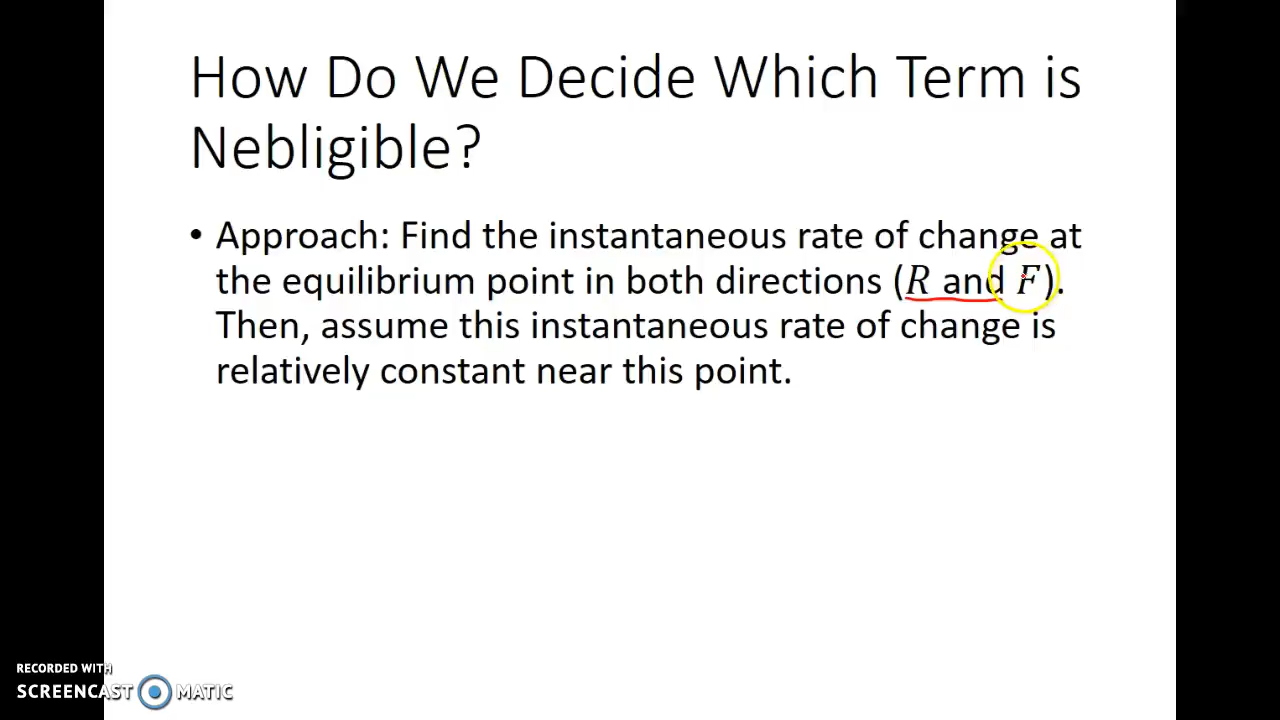 How Do We Decide Which Term is
Nebligible?
• Approach: Find the instantaneous rate of change at
the equilibrium point in both directions (R and F).
Then, assume this instantaneous rate of change is
relatively constant near this point.
RECORDED WITH
SCREENCAST MATIC